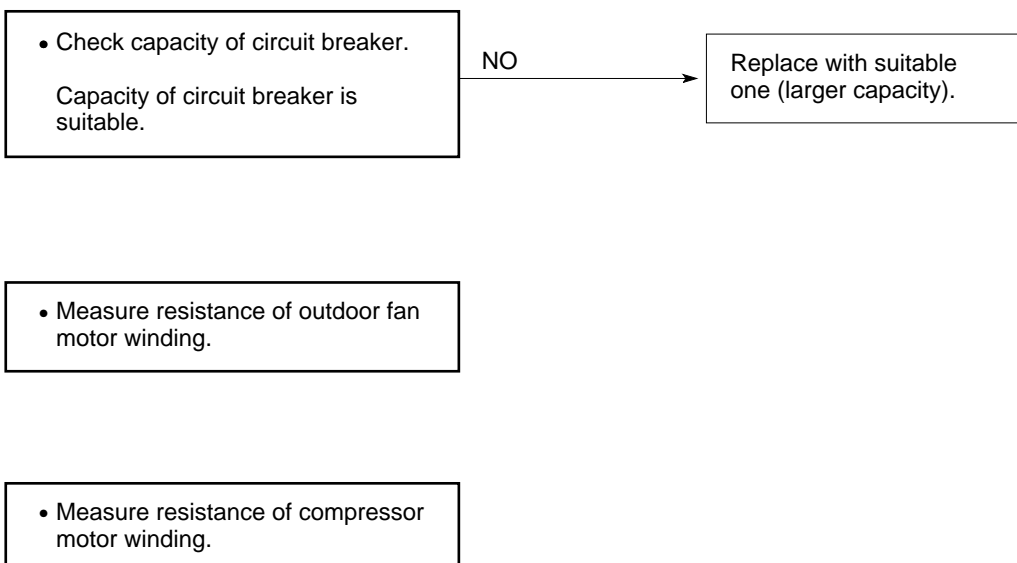 • Check capacity of circuit breaker.
Capacity of circuit breaker is
suitable.
NO
Replace with suitable
one (larger capacity).
• Measure resistance of outdoor fan
motor winding.
• Measure resistance of compressor
motor winding.